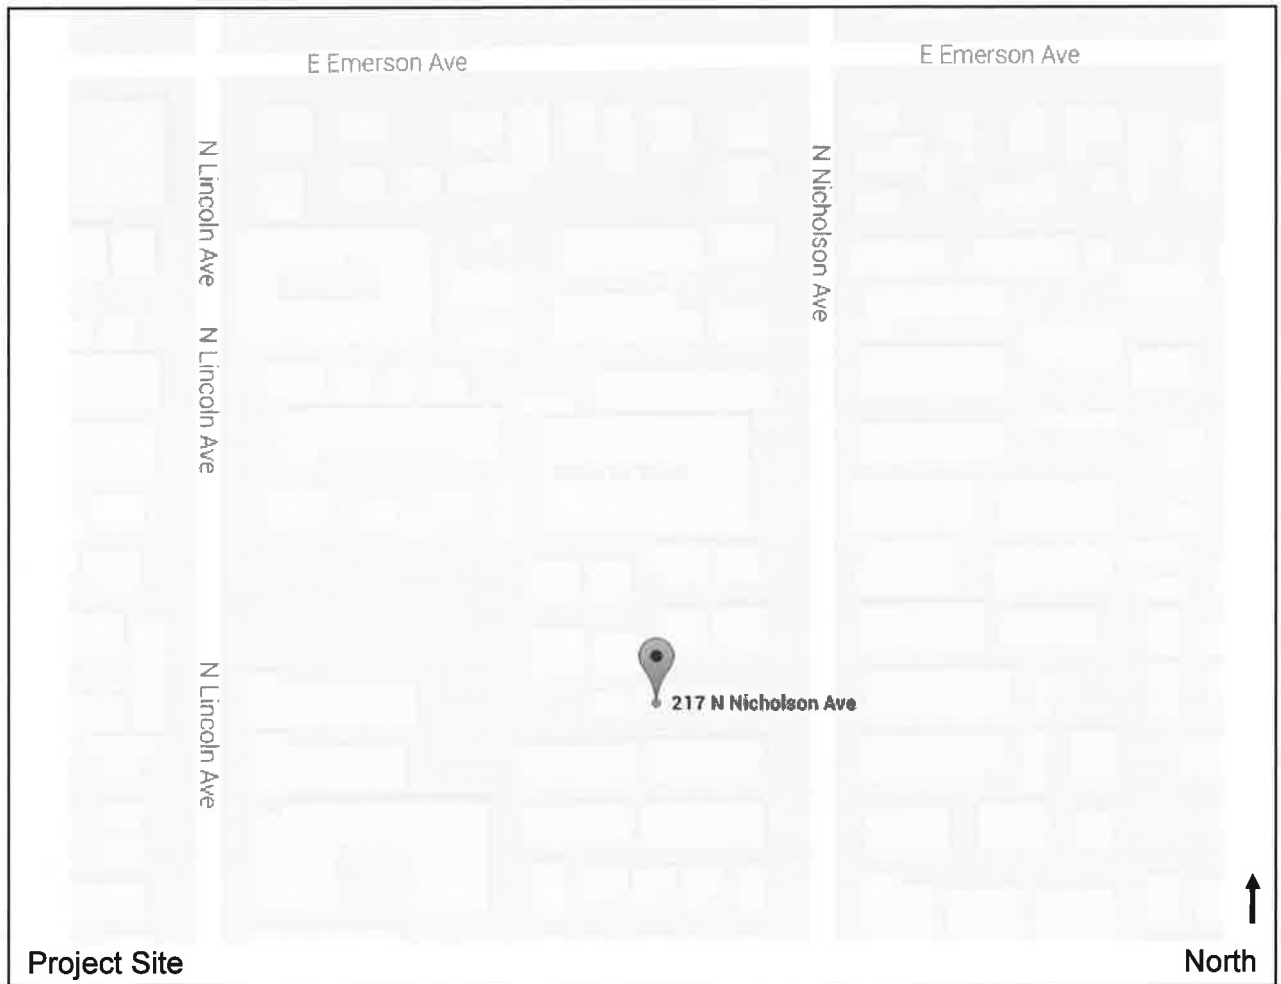 E Emerson Ave
E Emerson Ave
N Lincoln Ave
N Nicholson Ave
N Lincoln Ave
217 N Nicholson Ave
N Lincoln Ave
Project Site
North